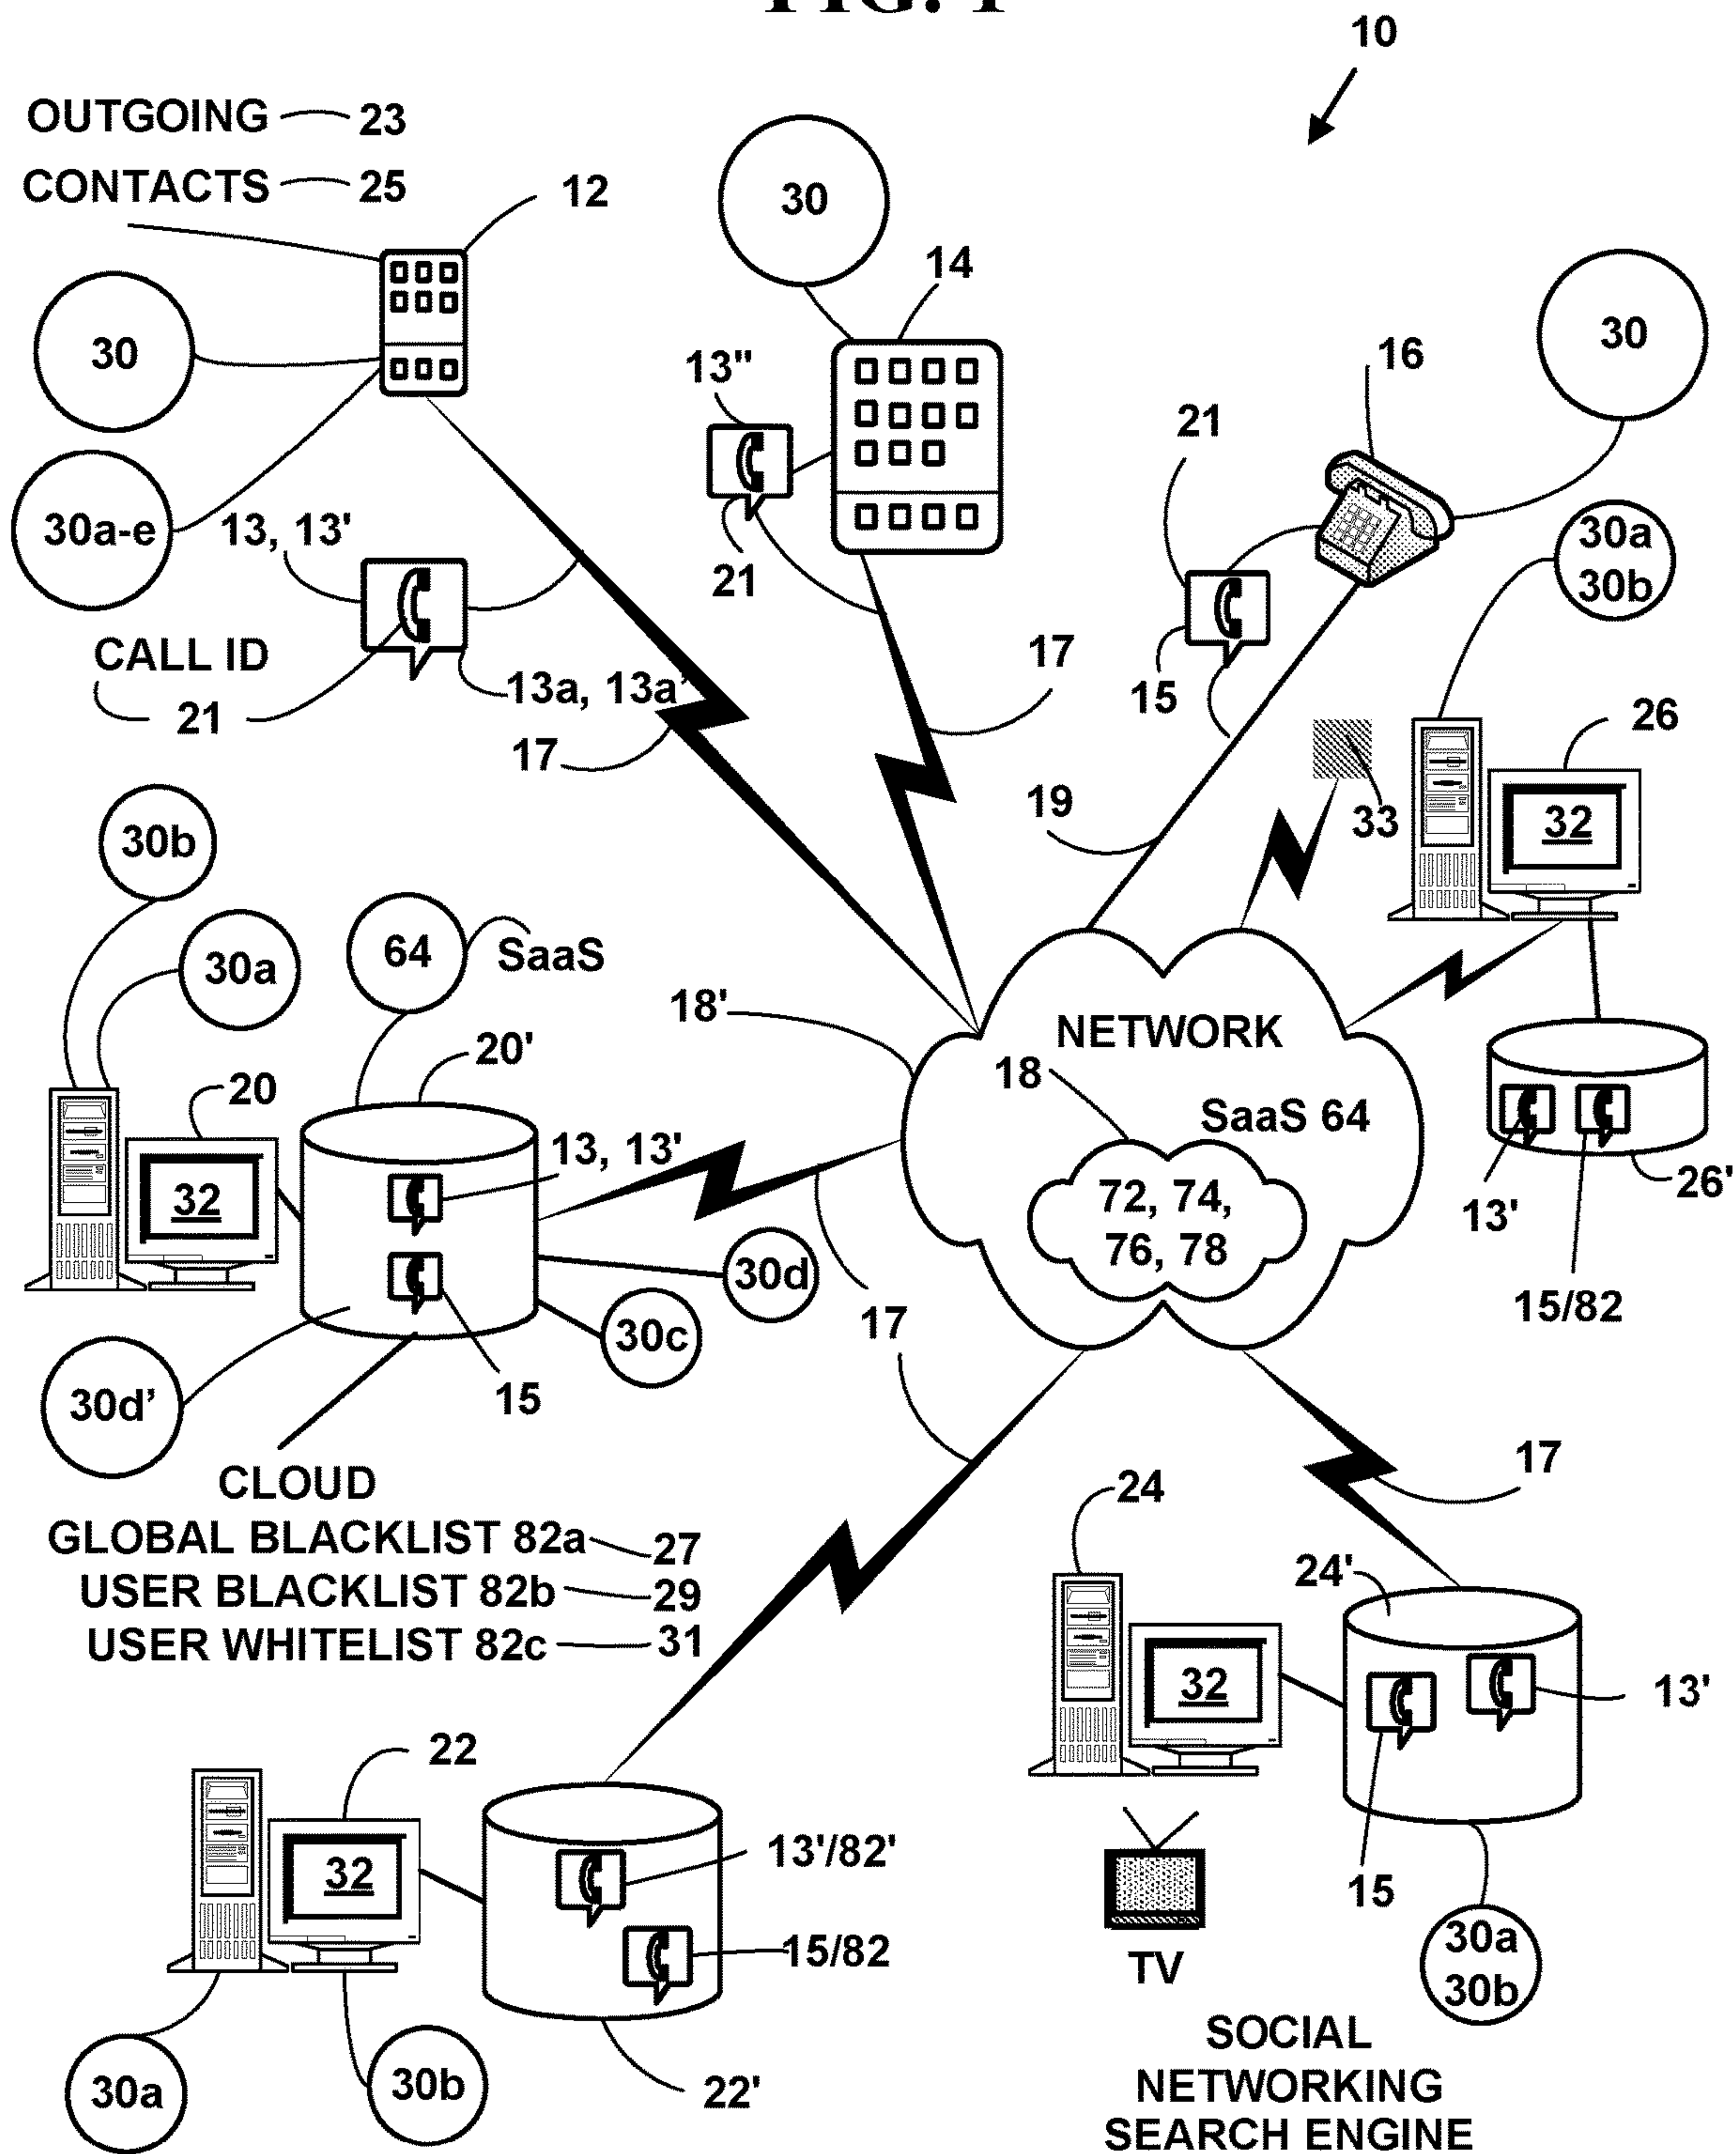 FIG. 1
10
OUTGOING 23
CONTACTS 25
12
30
14
30
30
16
13"
21
30a-e
13, 13'
21
30a
30b
CALL ID
21
13a, 13a'
17
17
15
26
19
33
32
30b
30a
64
SaaS
18'
NETWORK
18
SaaS 64
20
20'
32
13, 13'
72, 74,
76, 78
13'
26'
15/82
30d
30c
17
30d’
15
CLOUD
GLOBAL BLACKLIST 82a 27
USER BLACKLIST 82b 29
USER WHITELIST 82c 31
24
17
24'
32
13'
15
22
32
13'/82'
15/82
TV
30a
30b
30a
30b
22'
SOCIAL
NETWORKING
SEARCH ENGINE